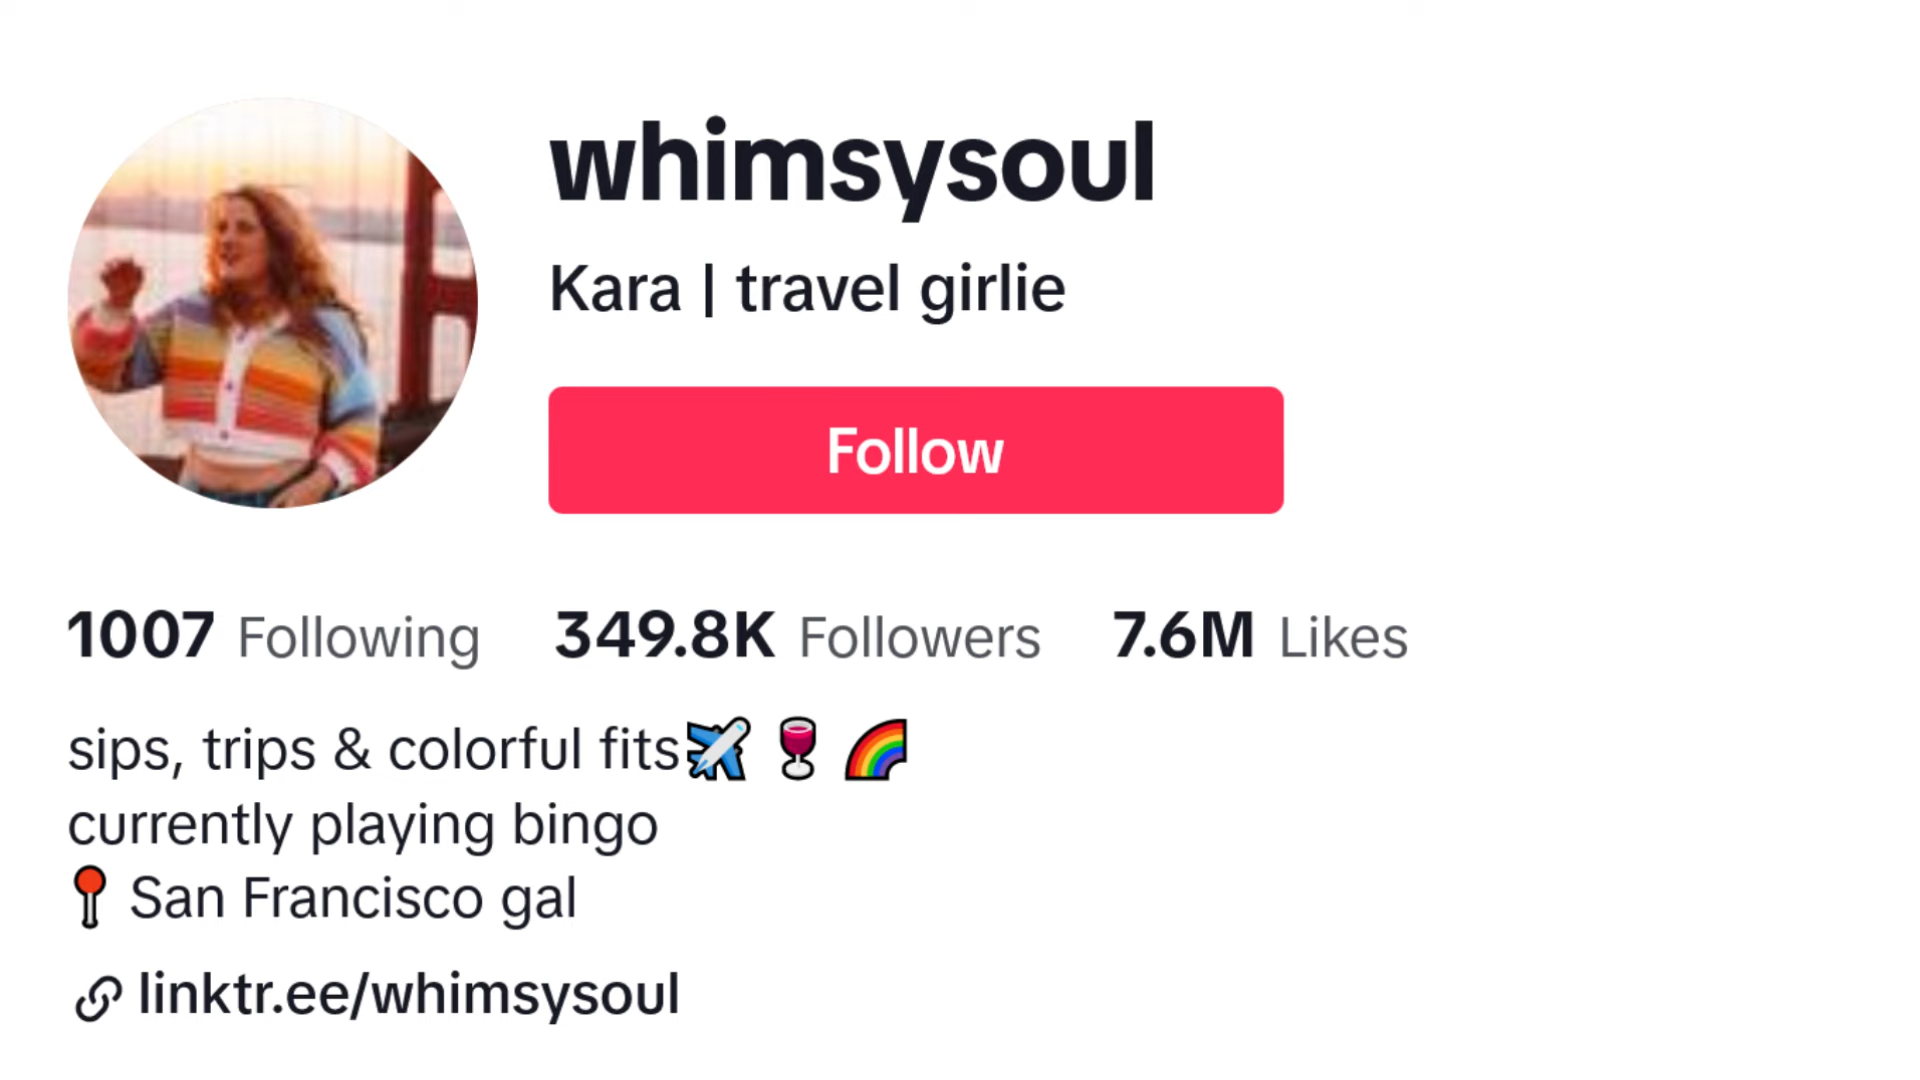 whimsysoul
Kara | travel girlie
Follow
1007 Following 349.8K Followers 7.6M Likes
sips, trips & colorful fits✈️ 🍷 🌈
currently playing bingo
📍 San Francisco gal
linktr.ee/whimsysoul